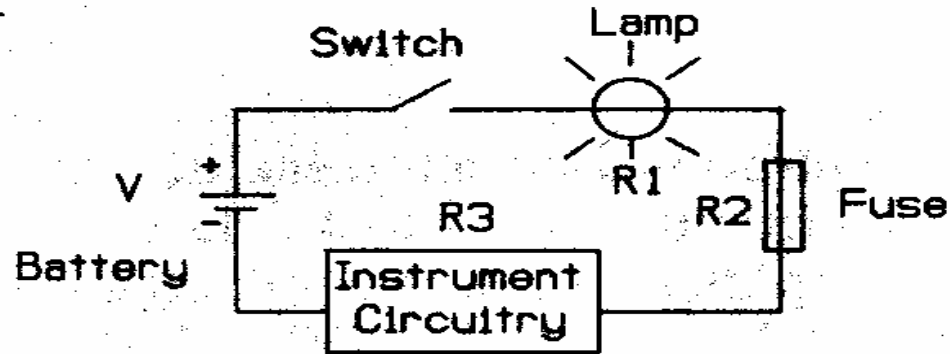 Lamp
Switch
+
V
-
Battery
R1
R2
Fuse
R3
Instrument
Circuitry